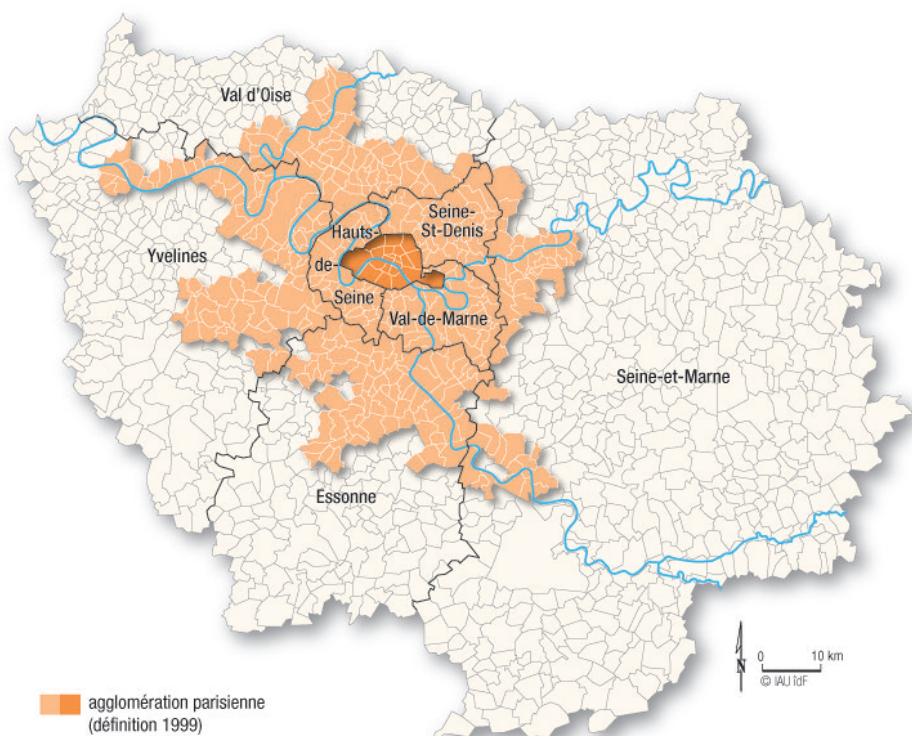 Val d'Oise
Seine-
St-Denis
Hauts-
de-
Seine
Yvelines
Val-de-Marne
Seine-et-Marne
Essonne
N
0 10 km
© IAU îdF
agglomération parisienne
(définition 1999)